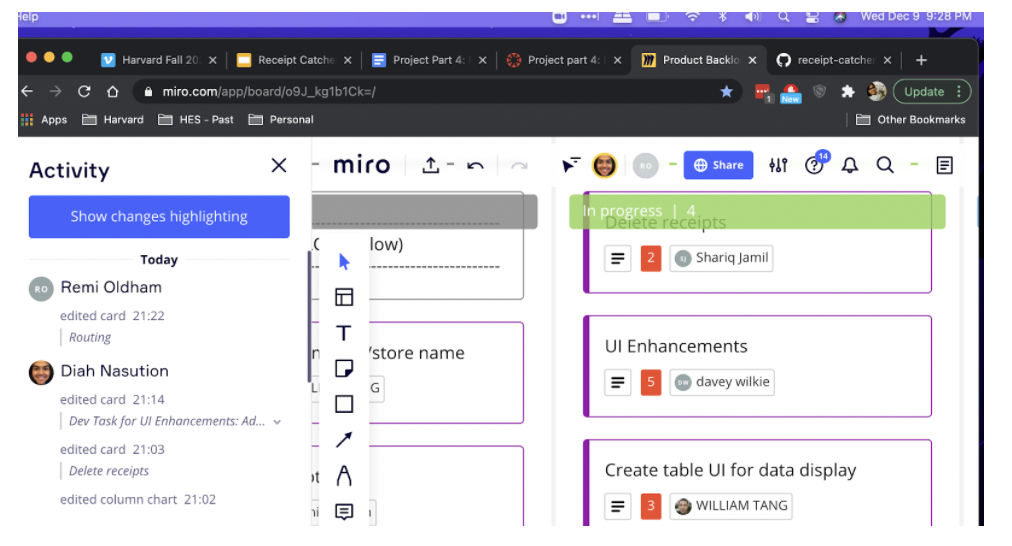 Help
Wed Dec 9 9:28 PM
Harvard Fall 20
Receipt Catche
Project Part 4:
Project part 4:
Product Backlo
receipt-catcher
miro.com/app/board/o9J_kg1b1Ck=/
1
New
Update
Apps
Harvard
HES - Past
Personal
Other Bookmarks
Activity
Show changes highlighting
Today
RO
Remi Oldham
edited card 21:22
Routing
Diah Nasution
edited card 21:14
Dev Task for UI Enhancements: Ad...
edited card 21:03
Delete receipts
edited column chart 21:02
miro
RO
Share
14
low)
/store name
G
In progress | 4
Delete receipts
2
SJ
Shariq Jamil
UI Enhancements
5
DW
davey wilkie
Create table UI for data display
3
WILLIAM TANG